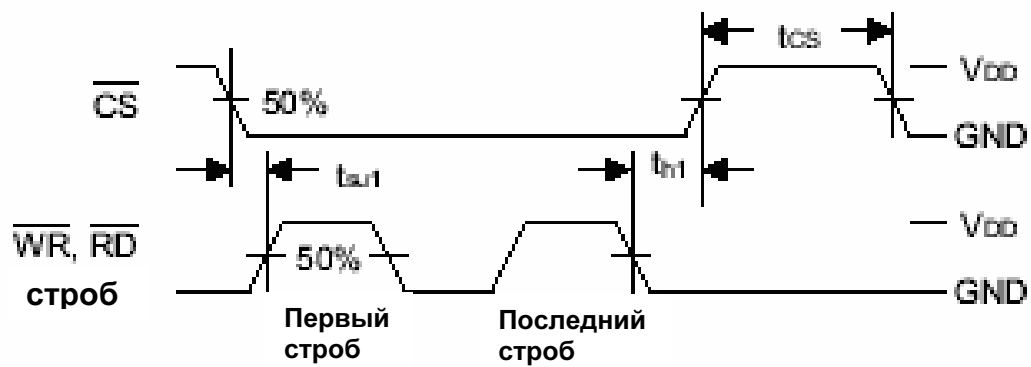 tcs
VDD
CS
50%
GND
tsu1
th1
VDD
WR, RD
50%
строб
GND
Первый
строб
Последний
строб